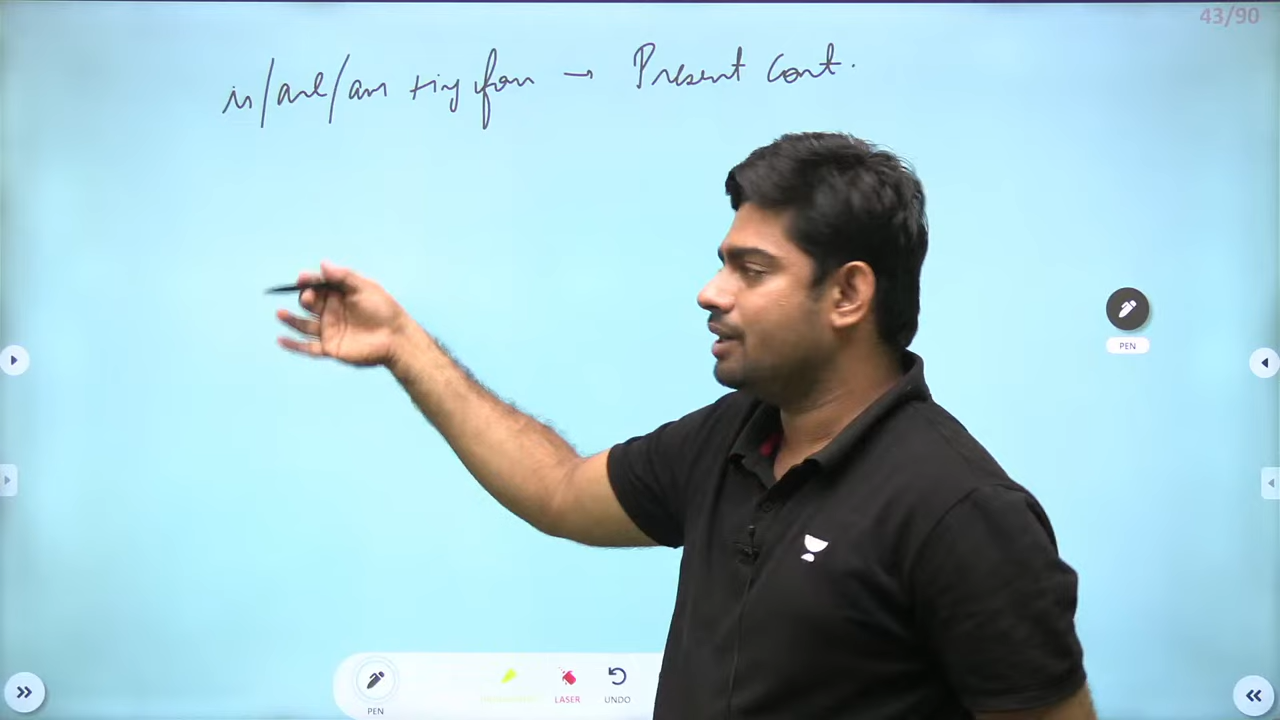 43/90
is/are/am +ing form → Present Cont.
PEN
PEN
LASER
UNDO